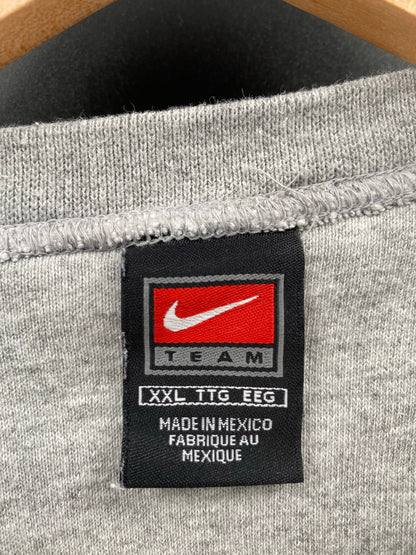 TEAM
XXL TTG EEG
MADE IN MEXICO
FABRIQUE AU
MEXIQUE